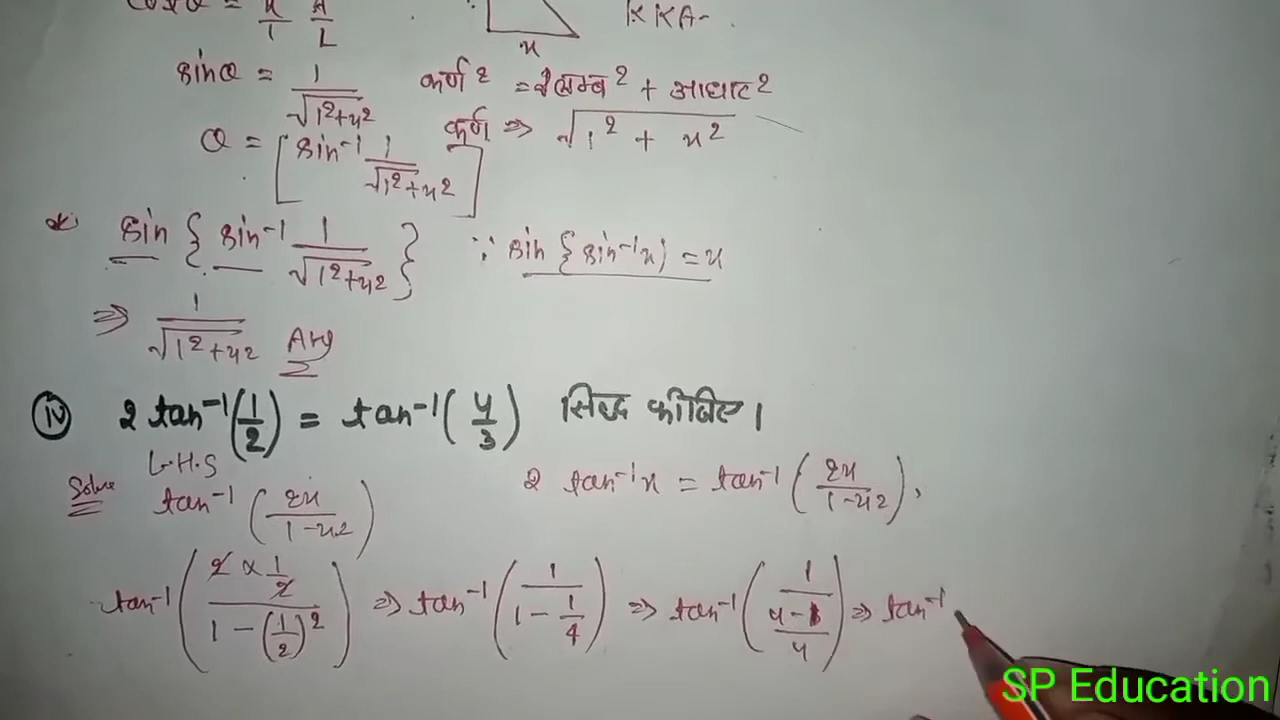 x/1 A/L
x
KKA-
sinθ = 1/√1²+x² कर्ण² = लम्ब² + आधार²
θ = [sin⁻¹ 1/√1²+x²] कर्ण ⇒ √1² + x²
sin {sin⁻¹ 1/√1²+x²} ∵ sin {sin⁻¹x) = x
⇒ 1/√1²+x² Ans
(iv) 2 tan⁻¹(1/2) = tan⁻¹(4/3) सिद्ध कीजिए।
Solve L.H.S
tan⁻¹(2x/1-x²) 2 tan⁻¹x = tan⁻¹(2x/1-x²),
tan⁻¹(2×1/2/1-(1/2)²) ⇒ tan⁻¹(1/1-1/4) ⇒ tan⁻¹(1/4-1/4) ⇒ tan⁻¹
SP Education